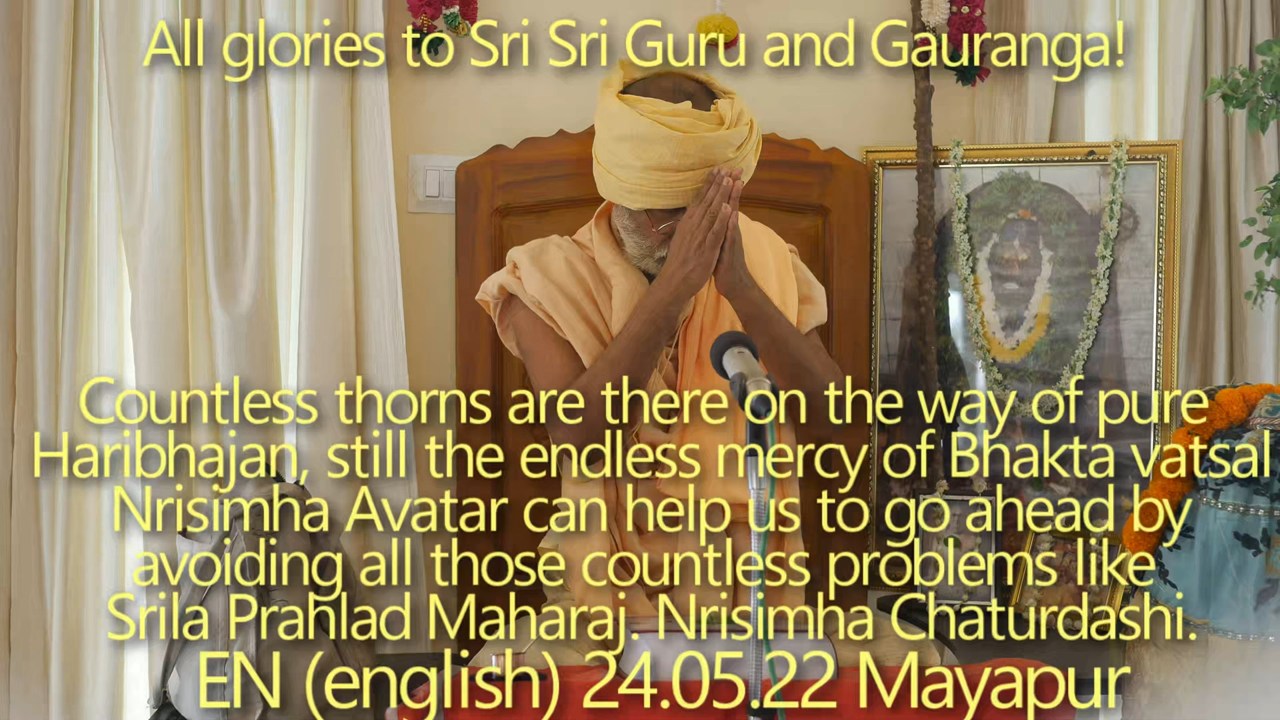 All glories to Sri Sri Guru and Gauranga!
Countless thorns are there on the way of pure
Haribhajan, still the endless mercy of Bhakta vatsal
Nrisimha Avatar can help us to go ahead by
avoiding all those countless problems like
Srila Prahlad Maharaj. Nrisimha Chaturdashi.
EN (english) 24.05.22 Mayapur